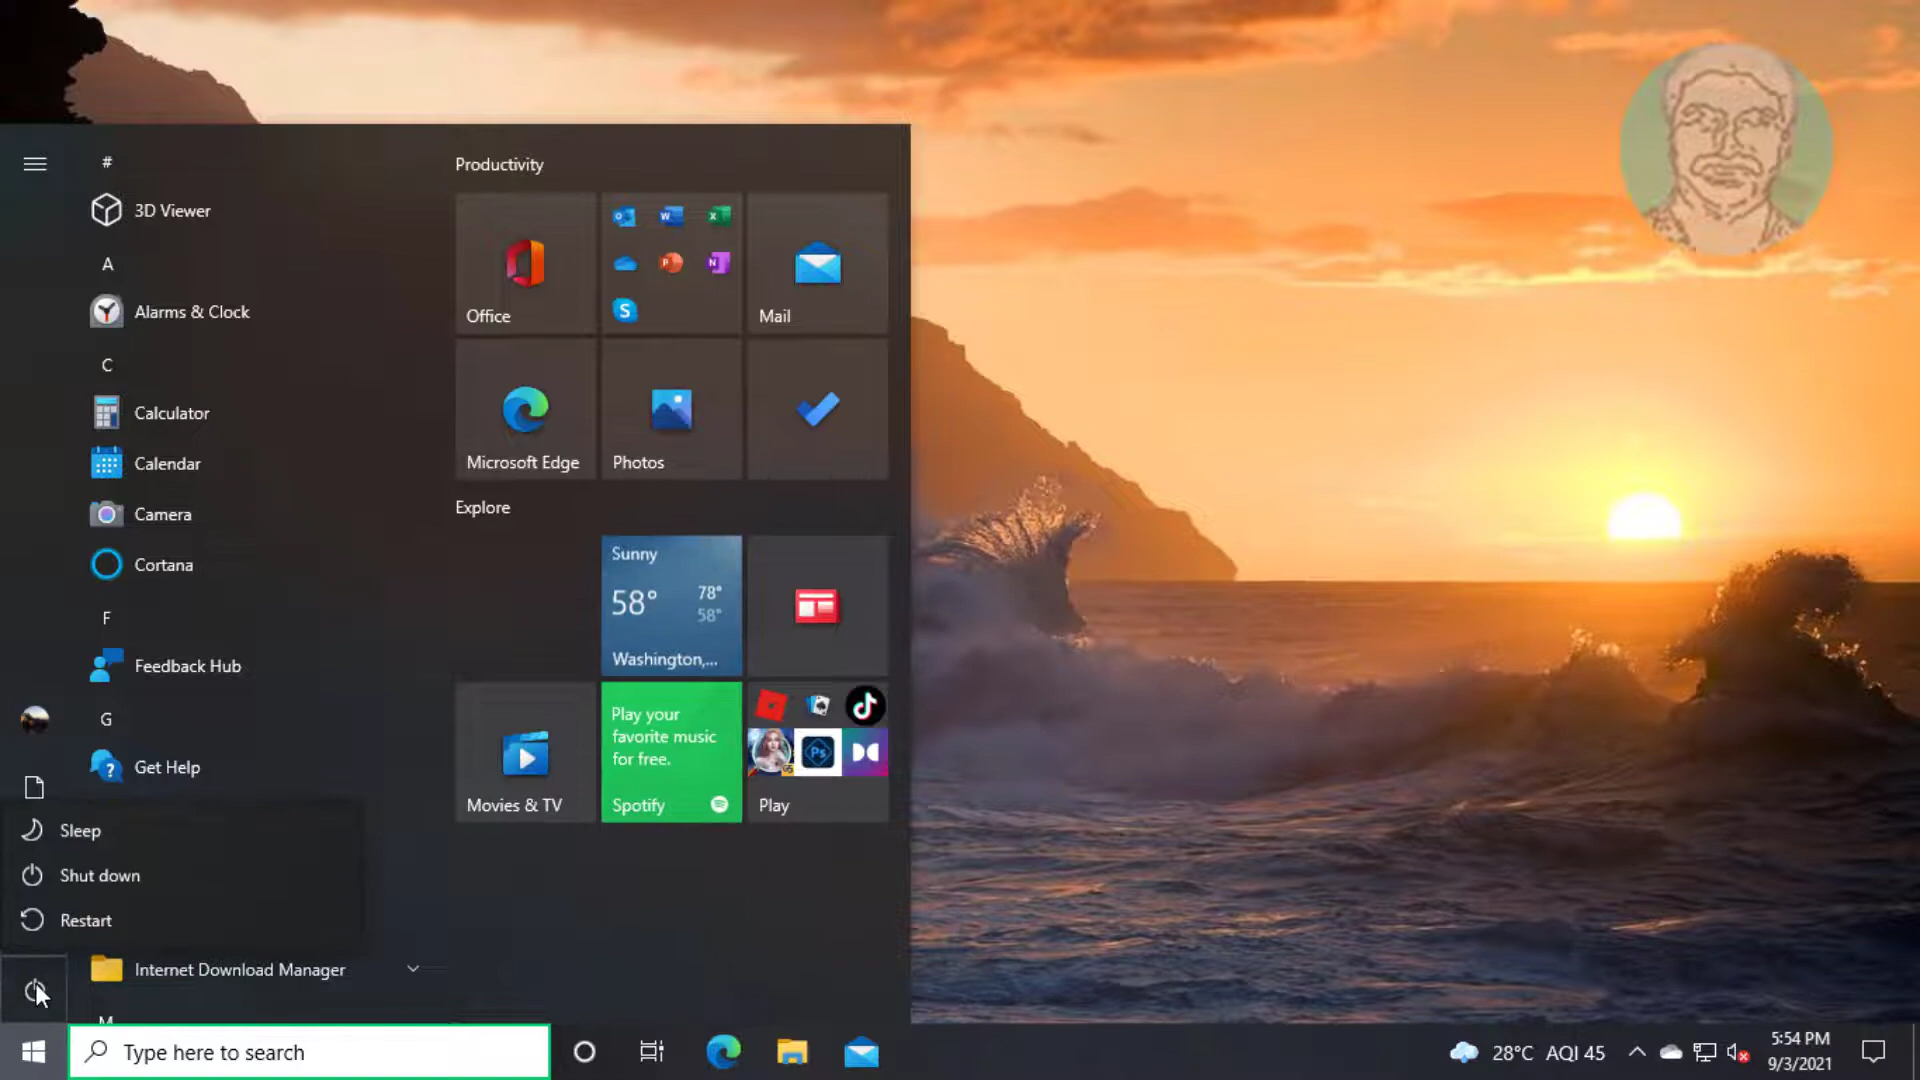 #
3D Viewer
A
Alarms & Clock
C
Calculator
Calendar
Camera
Cortana
F
Feedback Hub
G
Get Help
Sleep
Shut down
Restart
Internet Download Manager
M
Productivity
Office
Mail
Microsoft Edge
Photos
Explore
Sunny
58°
78°
58°
Washington,...
Movies & TV
Play your
favorite music
for free.
Spotify
Ps
Play
Type here to search
28°C AQI 45
5:54 PM
9/3/2021